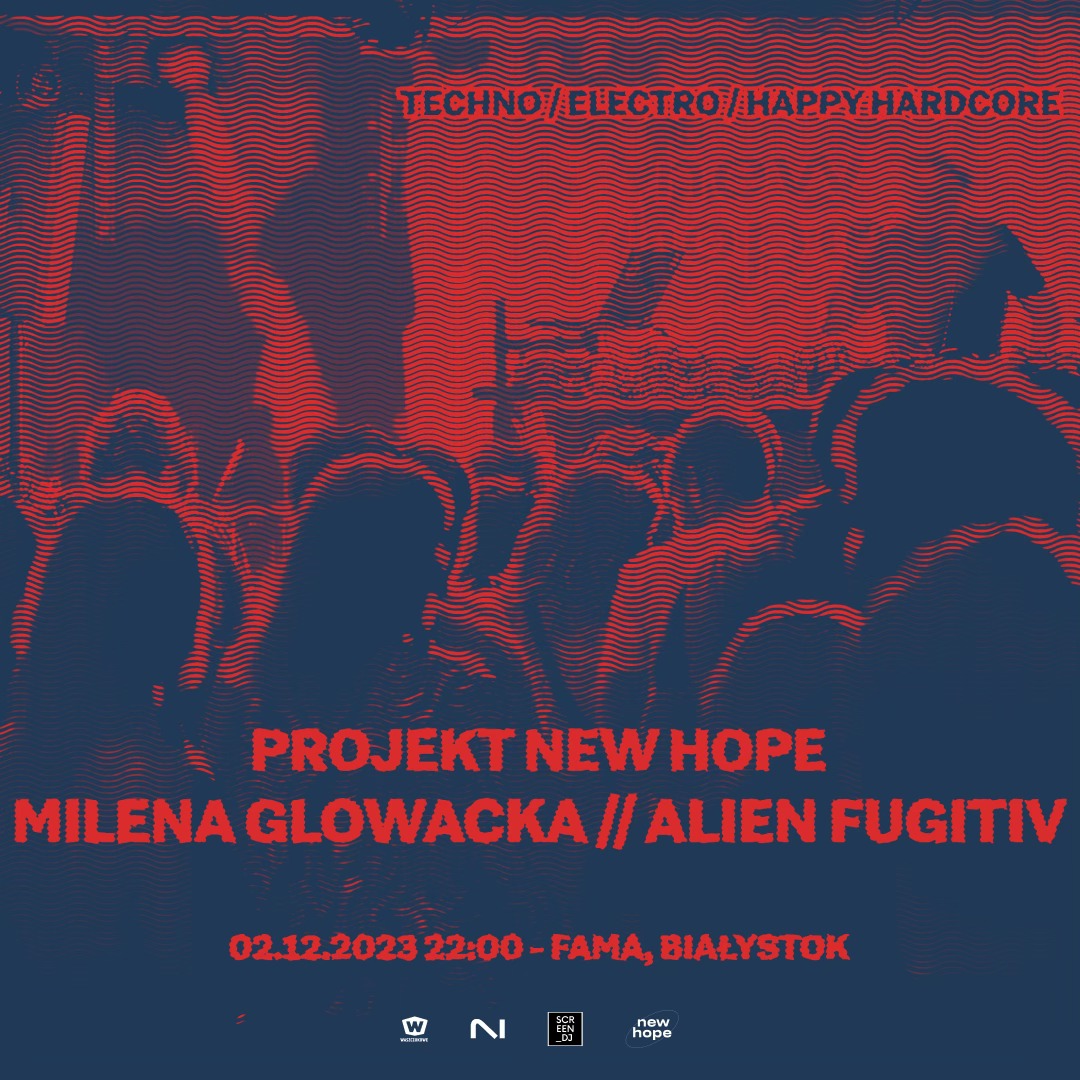 TECHNO / ELECTRO / HAPPY HARDCORE
PROJEKT NEW HOPE
MILENA GLOWACKA // ALIEN FUGITIV
02.12.2023 22:00 - FAMA, BIAŁYSTOK
W
WASICZUKOWE
SCR
EEN
_DJ
new
hope